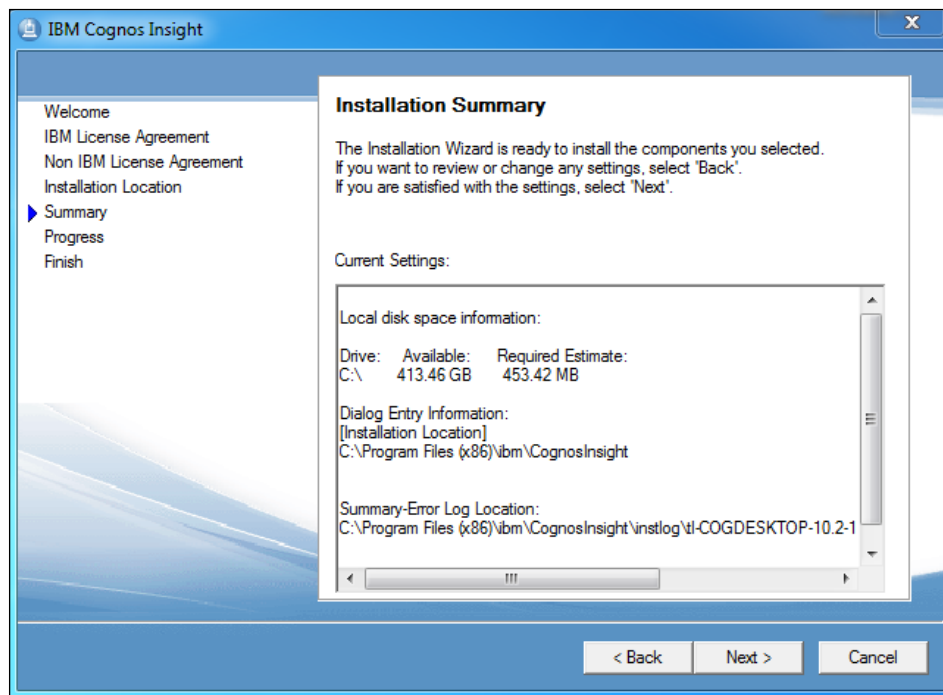 IBM Cognos Insight
Welcome
IBM License Agreement
Non IBM License Agreement
Installation Location
Summary
Progress
Finish
Installation Summary
The Installation Wizard is ready to install the components you selected.
If you want to review or change any settings, select "Back".
If you are satisfied with the settings, select "Next".
Current Settings:
Local disk space information:
Drive: Available: Required Estimate:
C:\ 413.46 GB 453.42 MB
Dialog Entry Information:
[Installation Location]
C:\Program Files (x86)\ibm\CognosInsight
Summary-Error Log Location:
C:\Program Files (x86)\ibm\CognosInsight\instlog\tl-COGDESKTOP-10.2-1
< Back Next > Cancel